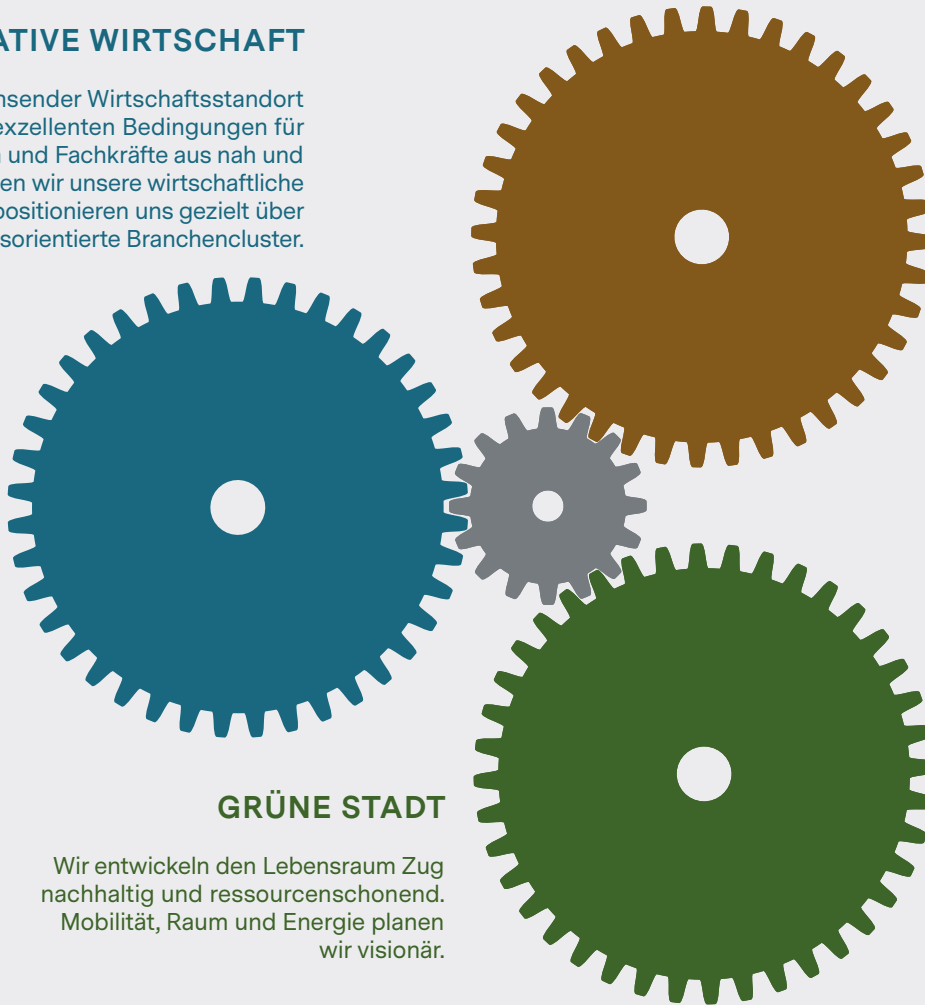 ATIVE WIRTSCHAFT
nsender Wirtschaftsstandort
exzellenten Bedingungen für
und Fachkräfte aus nah und
en wir unsere wirtschaftliche
positionieren uns gezielt über
sorientierte Branchencluster.
GRÜNE STADT
Wir entwickeln den Lebensraum Zug
nachhaltig und ressourcenschonend.
Mobilität, Raum und Energie planen
wir visionär.